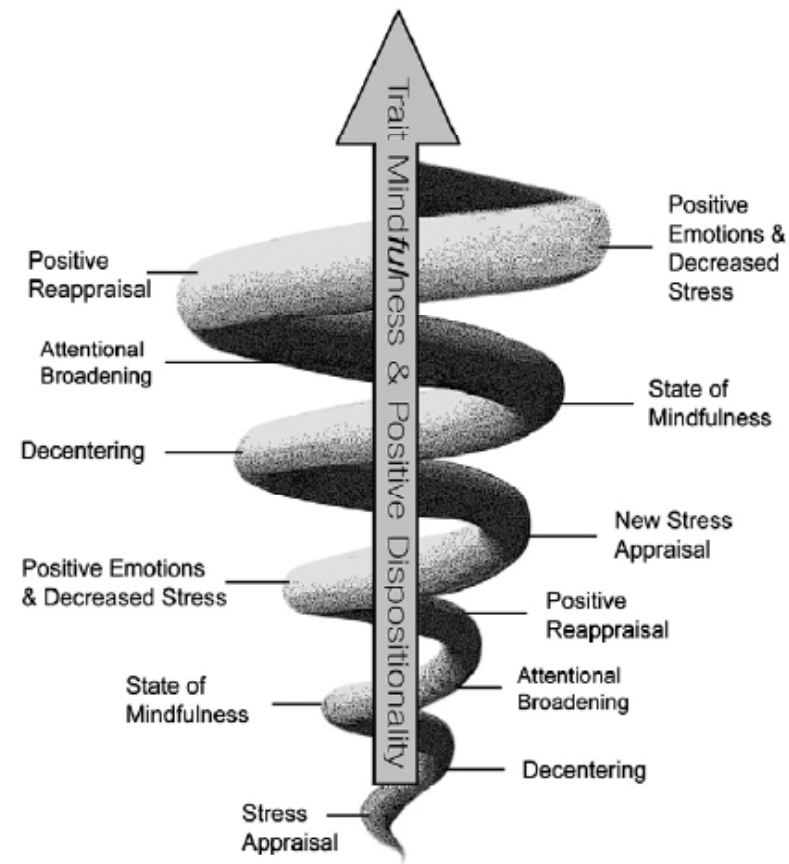 Trait Mindfulness & Positive Dispositionality
Positive
Emotions &
Decreased
Stress
Positive
Reappraisal
Attentional
Broadening
State of
Mindfulness
Decentering
New Stress
Appraisal
Positive Emotions
& Decreased Stress
Positive
Reappraisal
Attentional
Broadening
State of
Mindfulness
Decentering
Stress
Appraisal